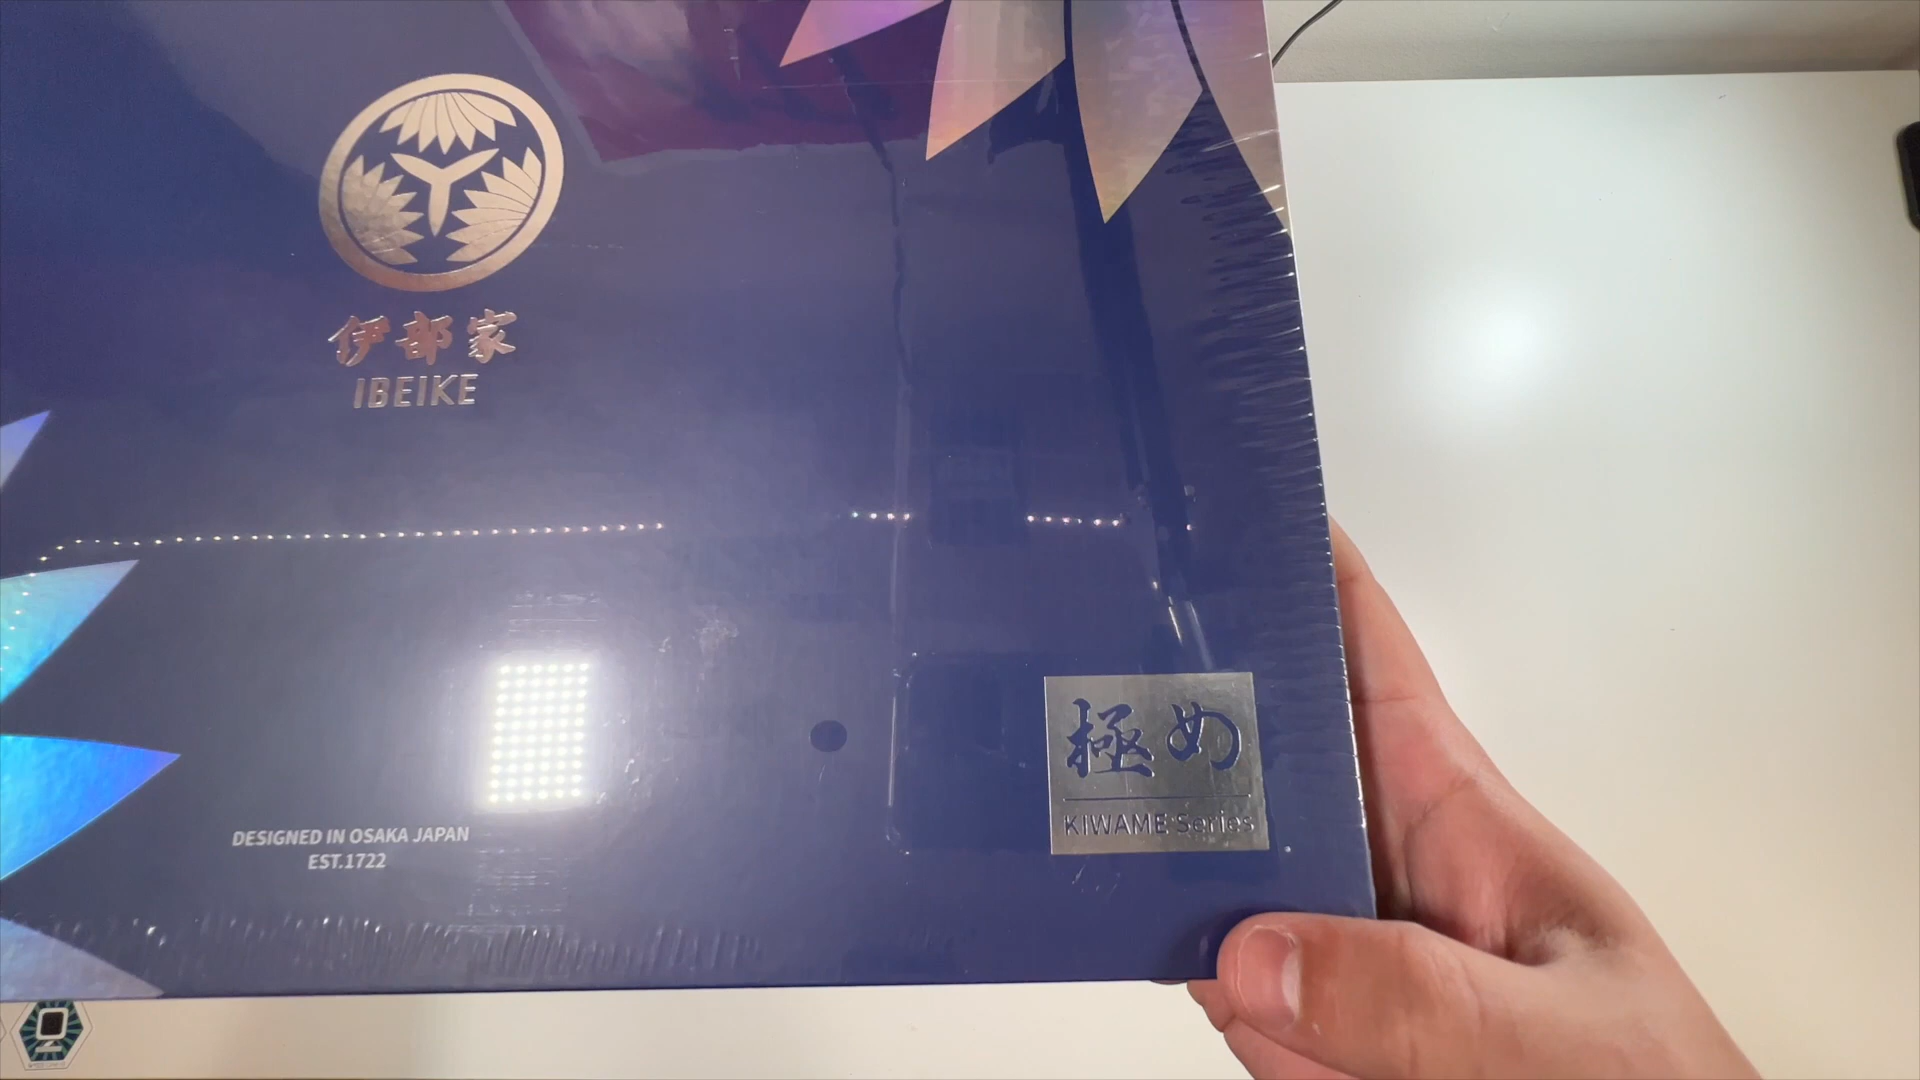 伊部家
IBEIKE
極め
KIWAME Series
DESIGNED IN OSAKA JAPAN
EST.1722